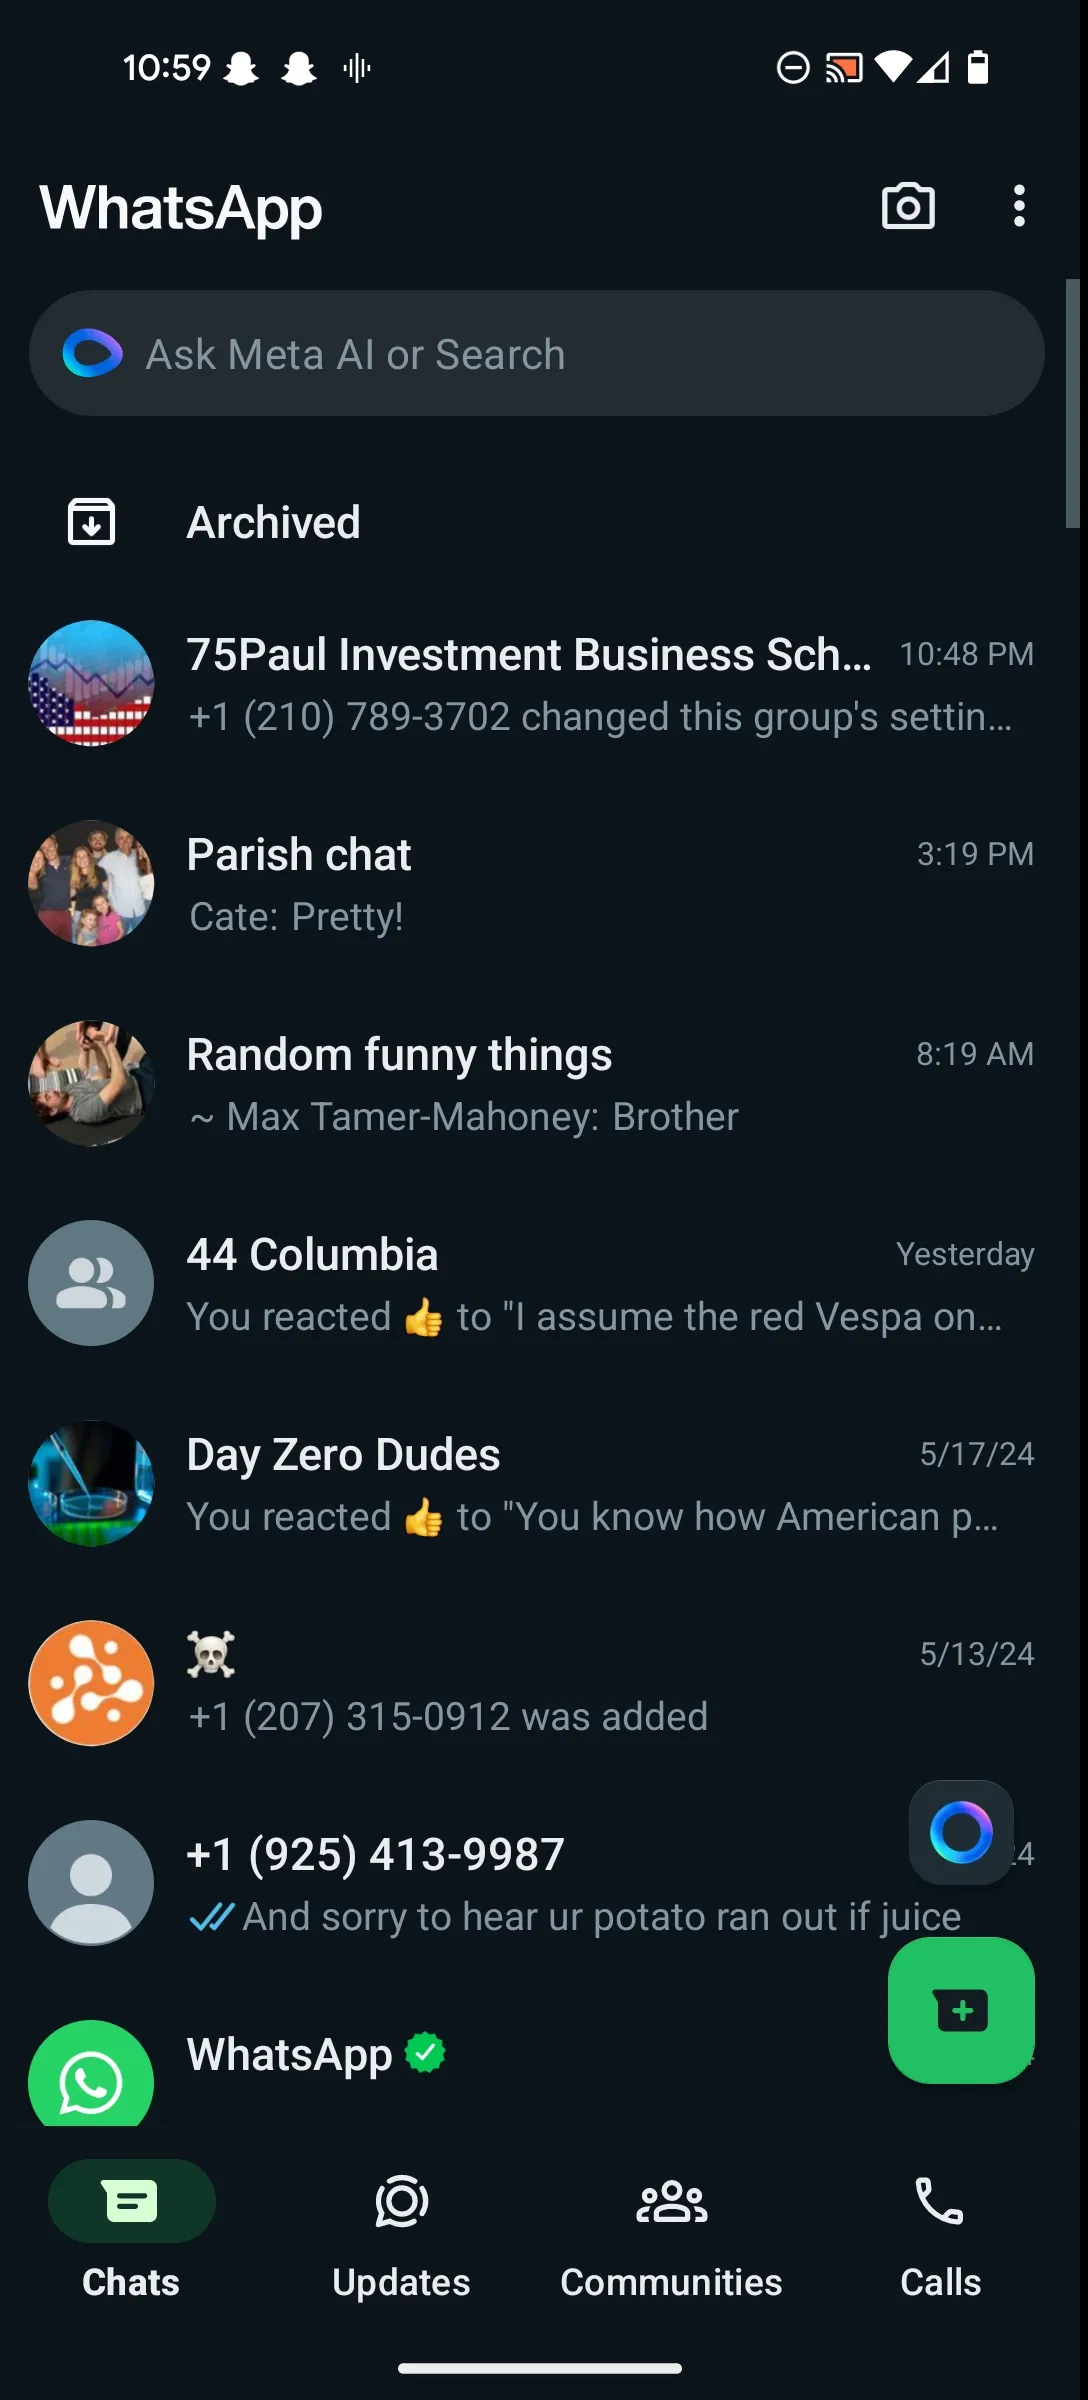 10:59
WhatsApp
Ask Meta AI or Search
Archived
75Paul Investment Business Sch... 10:48 PM
+1 (210) 789-3702 changed this group's settin...
Parish chat 3:19 PM
Cate: Pretty!
Random funny things 8:19 AM
~ Max Tamer-Mahoney: Brother
44 Columbia Yesterday
You reacted 👍 to "I assume the red Vespa on...
Day Zero Dudes 5/17/24
You reacted 👍 to "You know how American p...
☠️ 5/13/24
+1 (207) 315-0912 was added
+1 (925) 413-9987
And sorry to hear ur potato ran out if juice
WhatsApp
Chats Updates Communities Calls